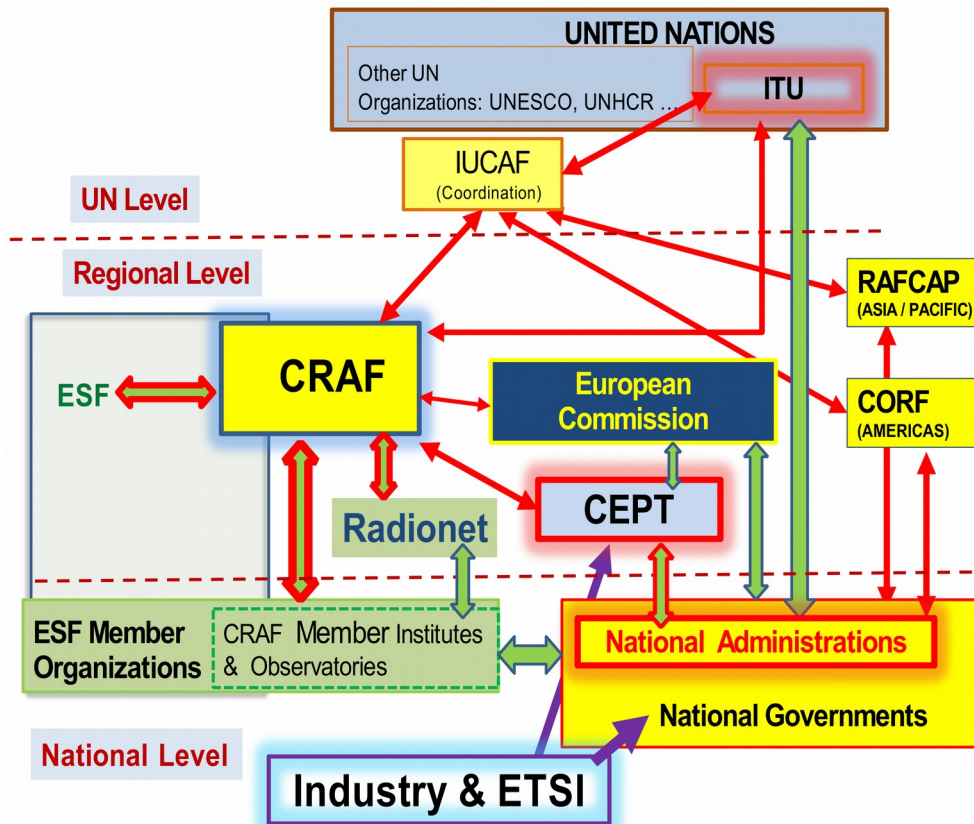 UNITED NATIONS
Other UN
Organizations: UNESCO, UNHCR ...
ITU
IUCAF
(Coordination)
UN Level
Regional Level
RAFCAP
(ASIA / PACIFIC)
CRAF
ESF
European
Commission
CORF
(AMERICAS)
CEPT
Radionet
ESF Member
Organizations
CRAF Member Institutes
& Observatories
National Administrations
National Governments
National Level
Industry & ETSI